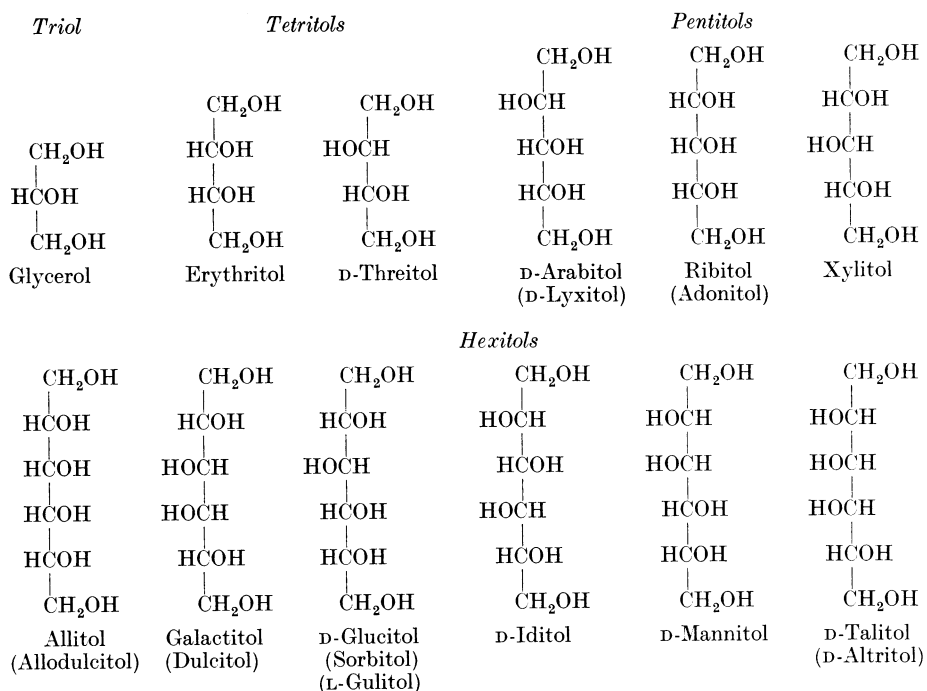 Triol Tetritols Pentitols
CH2OH CH2OH CH2OH
CH2OH CH2OH HOCH HCOH HCOH
CH2OH HCOH HOCH HCOH HCOH HOCH
HCOH HCOH HCOH HCOH HCOH HCOH
CH2OH CH2OH CH2OH CH2OH CH2OH CH2OH
Glycerol Erythritol D-Threitol D-Arabitol Ribitol Xylitol
(D-Lyxitol) (Adonitol)
Hexitols
CH2OH CH2OH CH2OH CH2OH CH2OH CH2OH
HCOH HCOH HCOH HOCH HOCH HOCH
HCOH HOCH HOCH HCOH HOCH HOCH
HCOH HOCH HCOH HOCH HCOH HOCH
HCOH HCOH HCOH HCOH HCOH HCOH
CH2OH CH2OH CH2OH CH2OH CH2OH CH2OH
Allitol Galactitol D-Glucitol D-Iditol D-Mannitol D-Talitol
(Allodulcitol) (Dulcitol) (Sorbitol) (D-Altritol)
(L-Gulitol)